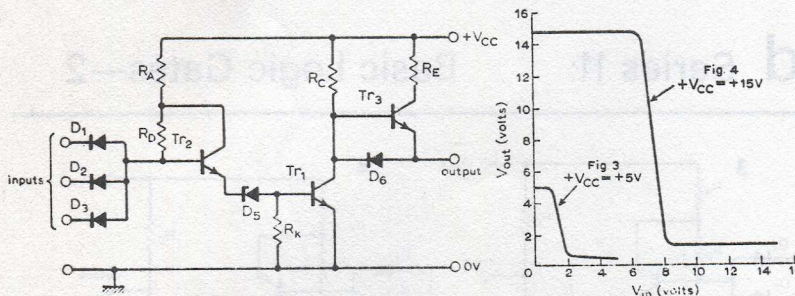 +VCC
RA
RC
RE
Tr3
D1
RD
Tr2
inputs
D2
Tr1
D6
output
D3
D5
Rk
0V
16
14
12
10
8
6
4
2
Vout (volts)
Fig. 4
+VCC=+15V
Fig 3
+VCC=+5V
0 2 4 6 8 10 12 14 16
Vin (volts)
d Series 11: Basic Logic Gates—2